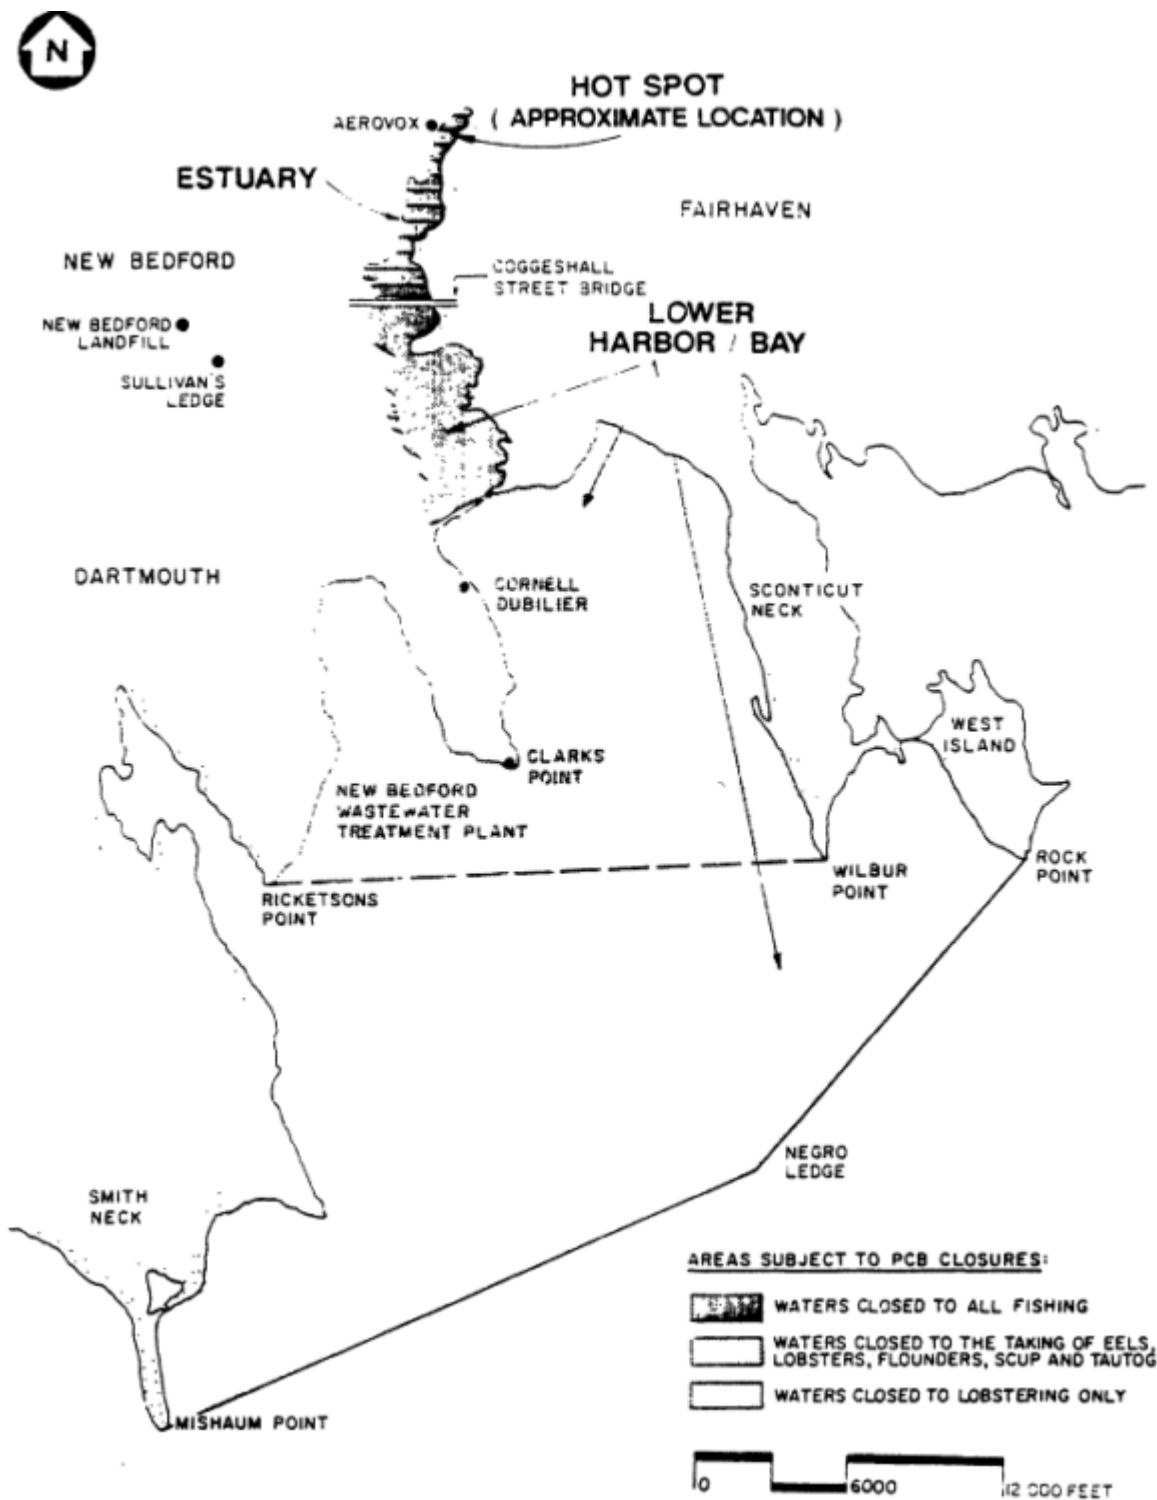 N
HOT SPOT
( APPROXIMATE LOCATION )
AEROVOX
ESTUARY
FAIRHAVEN
NEW BEDFORD
COGGESHALL
STREET BRIDGE
LOWER
HARBOR / BAY
NEW BEDFORD
LANDFILL
SULLIVAN'S
LEDGE
DARTMOUTH
CORNELL
DUBILIER
SCONTICUT
NECK
WEST
ISLAND
CLARKS
POINT
NEW BEDFORD
WASTEWATER
TREATMENT PLANT
RICKETSONS
POINT
WILBUR
POINT
ROCK
POINT
NEGRO
LEDGE
SMITH
NECK
MISHAUM POINT
AREAS SUBJECT TO PCB CLOSURES:
WATERS CLOSED TO ALL FISHING
WATERS CLOSED TO THE TAKING OF EELS,
LOBSTERS, FLOUNDERS, SCUP AND TAUTOG
WATERS CLOSED TO LOBSTERING ONLY
0 6000 12 000 FEET